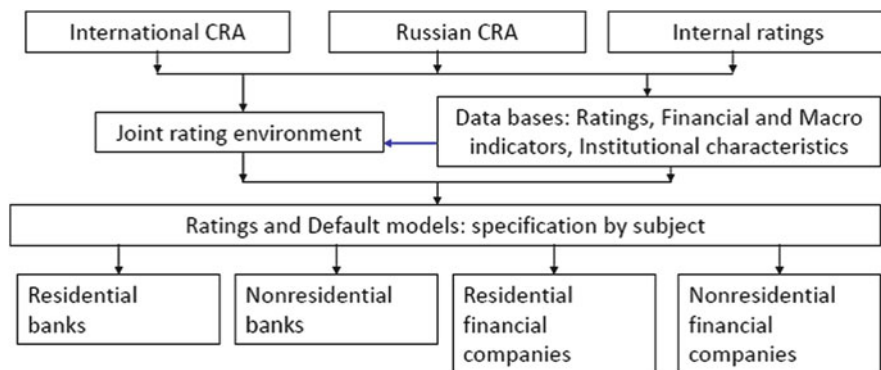 International CRA
Russian CRA
Internal ratings
Joint rating environment
Data bases: Ratings, Financial and Macro
indicators, Institutional characteristics
Ratings and Default models: specification by subject
Residential
banks
Nonresidential
banks
Residential
financial
companies
Nonresidential
financial
companies